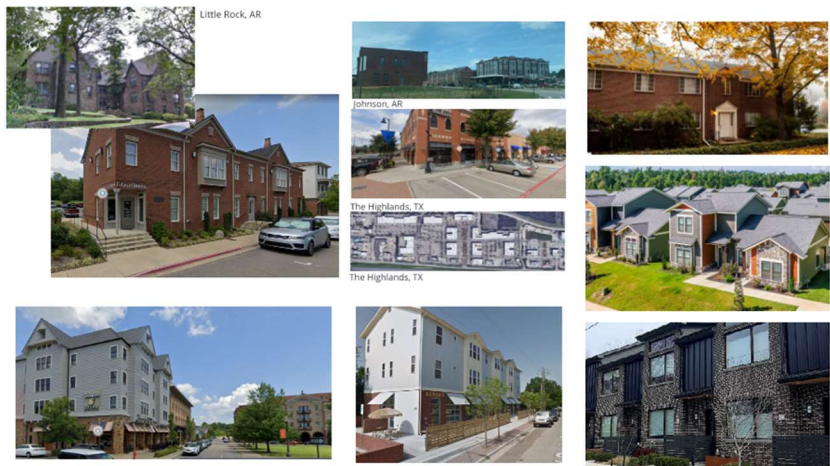 Little Rock, AR
Johnson, AR
The Highlands, TX
The Highlands, TX